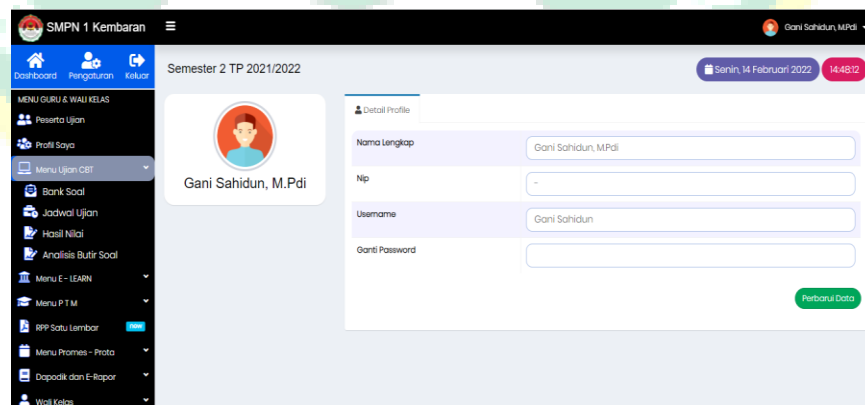 SMPN 1 Kembaran
Gani Sahidun, M.Pdi
Dashboard
Pengaturan
Keluar
Semester 2 TP 2021/2022
Senin, 14 Februari 2022
14:48:12
MENU GURU & WALI KELAS
Peserta Ujian
Profil Saya
Menu Ujian CBT
Bank Soal
Jadwal Ujian
Hasil Nilai
Analisis Butir Soal
Menu E - LEARN
Menu P T M
RPP Satu Lembar
now
Menu Promes - Prota
Dapodik dan E-Rapor
Wali Kelas
Gani Sahidun, M.Pdi
Detail Profile
Nama Lengkap
Gani Sahidun, M.Pdi
Nip
-
Username
Gani Sahidun
Ganti Password
Perbarui Data